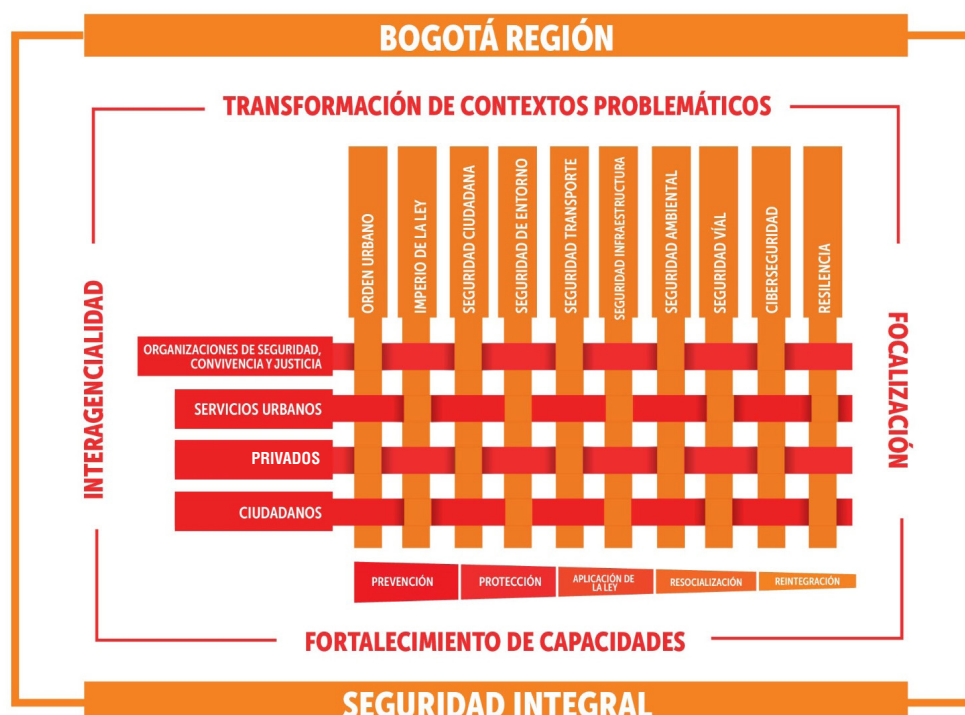 BOGOTÁ REGIÓN
TRANSFORMACIÓN DE CONTEXTOS PROBLEMÁTICOS
INTERAGENCIALIDAD
ORDEN URBANO
IMPERIO DE LA LEY
SEGURIDAD CIUDADANA
SEGURIDAD DE ENTORNO
SEGURIDAD TRANSPORTE
SEGURIDAD INFRAESTRUCTURA
SEGURIDAD AMBIENTAL
SEGURIDAD VÍAL
CIBERSEGURIDAD
RESILENCIA
FOCALIZACIÓN
ORGANIZACIONES DE SEGURIDAD,
CONVIVENCIA Y JUSTICIA
SERVICIOS URBANOS
PRIVADOS
CIUDADANOS
PREVENCIÓN
PROTECCIÓN
APLICACIÓN DE
LA LEY
RESOCIALIZACIÓN
REINTEGRACIÓN
FORTALECIMIENTO DE CAPACIDADES
SEGURIDAD INTEGRAL